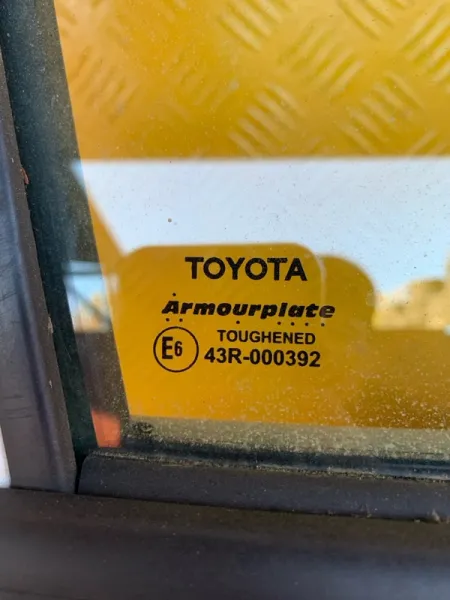 TOYOTA
Armourplate
TOUGHENED
E6 43R-000392